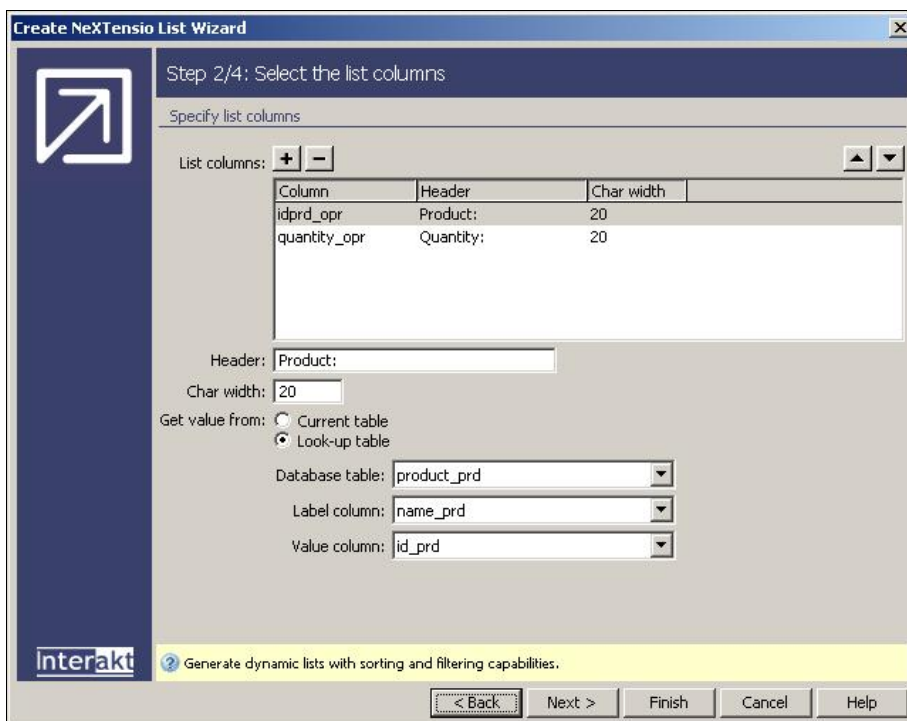 Create NeXTensio List Wizard
Step 2/4: Select the list columns
Specify list columns
List columns: + −
Column Header Char width
idprd_opr Product: 20
quantity_opr Quantity: 20
Header: Product:
Char width: 20
Get value from: Current table
Look-up table
Database table: product_prd
Label column: name_prd
Value column: id_prd
Interakt
Generate dynamic lists with sorting and filtering capabilities.
< Back Next > Finish Cancel Help